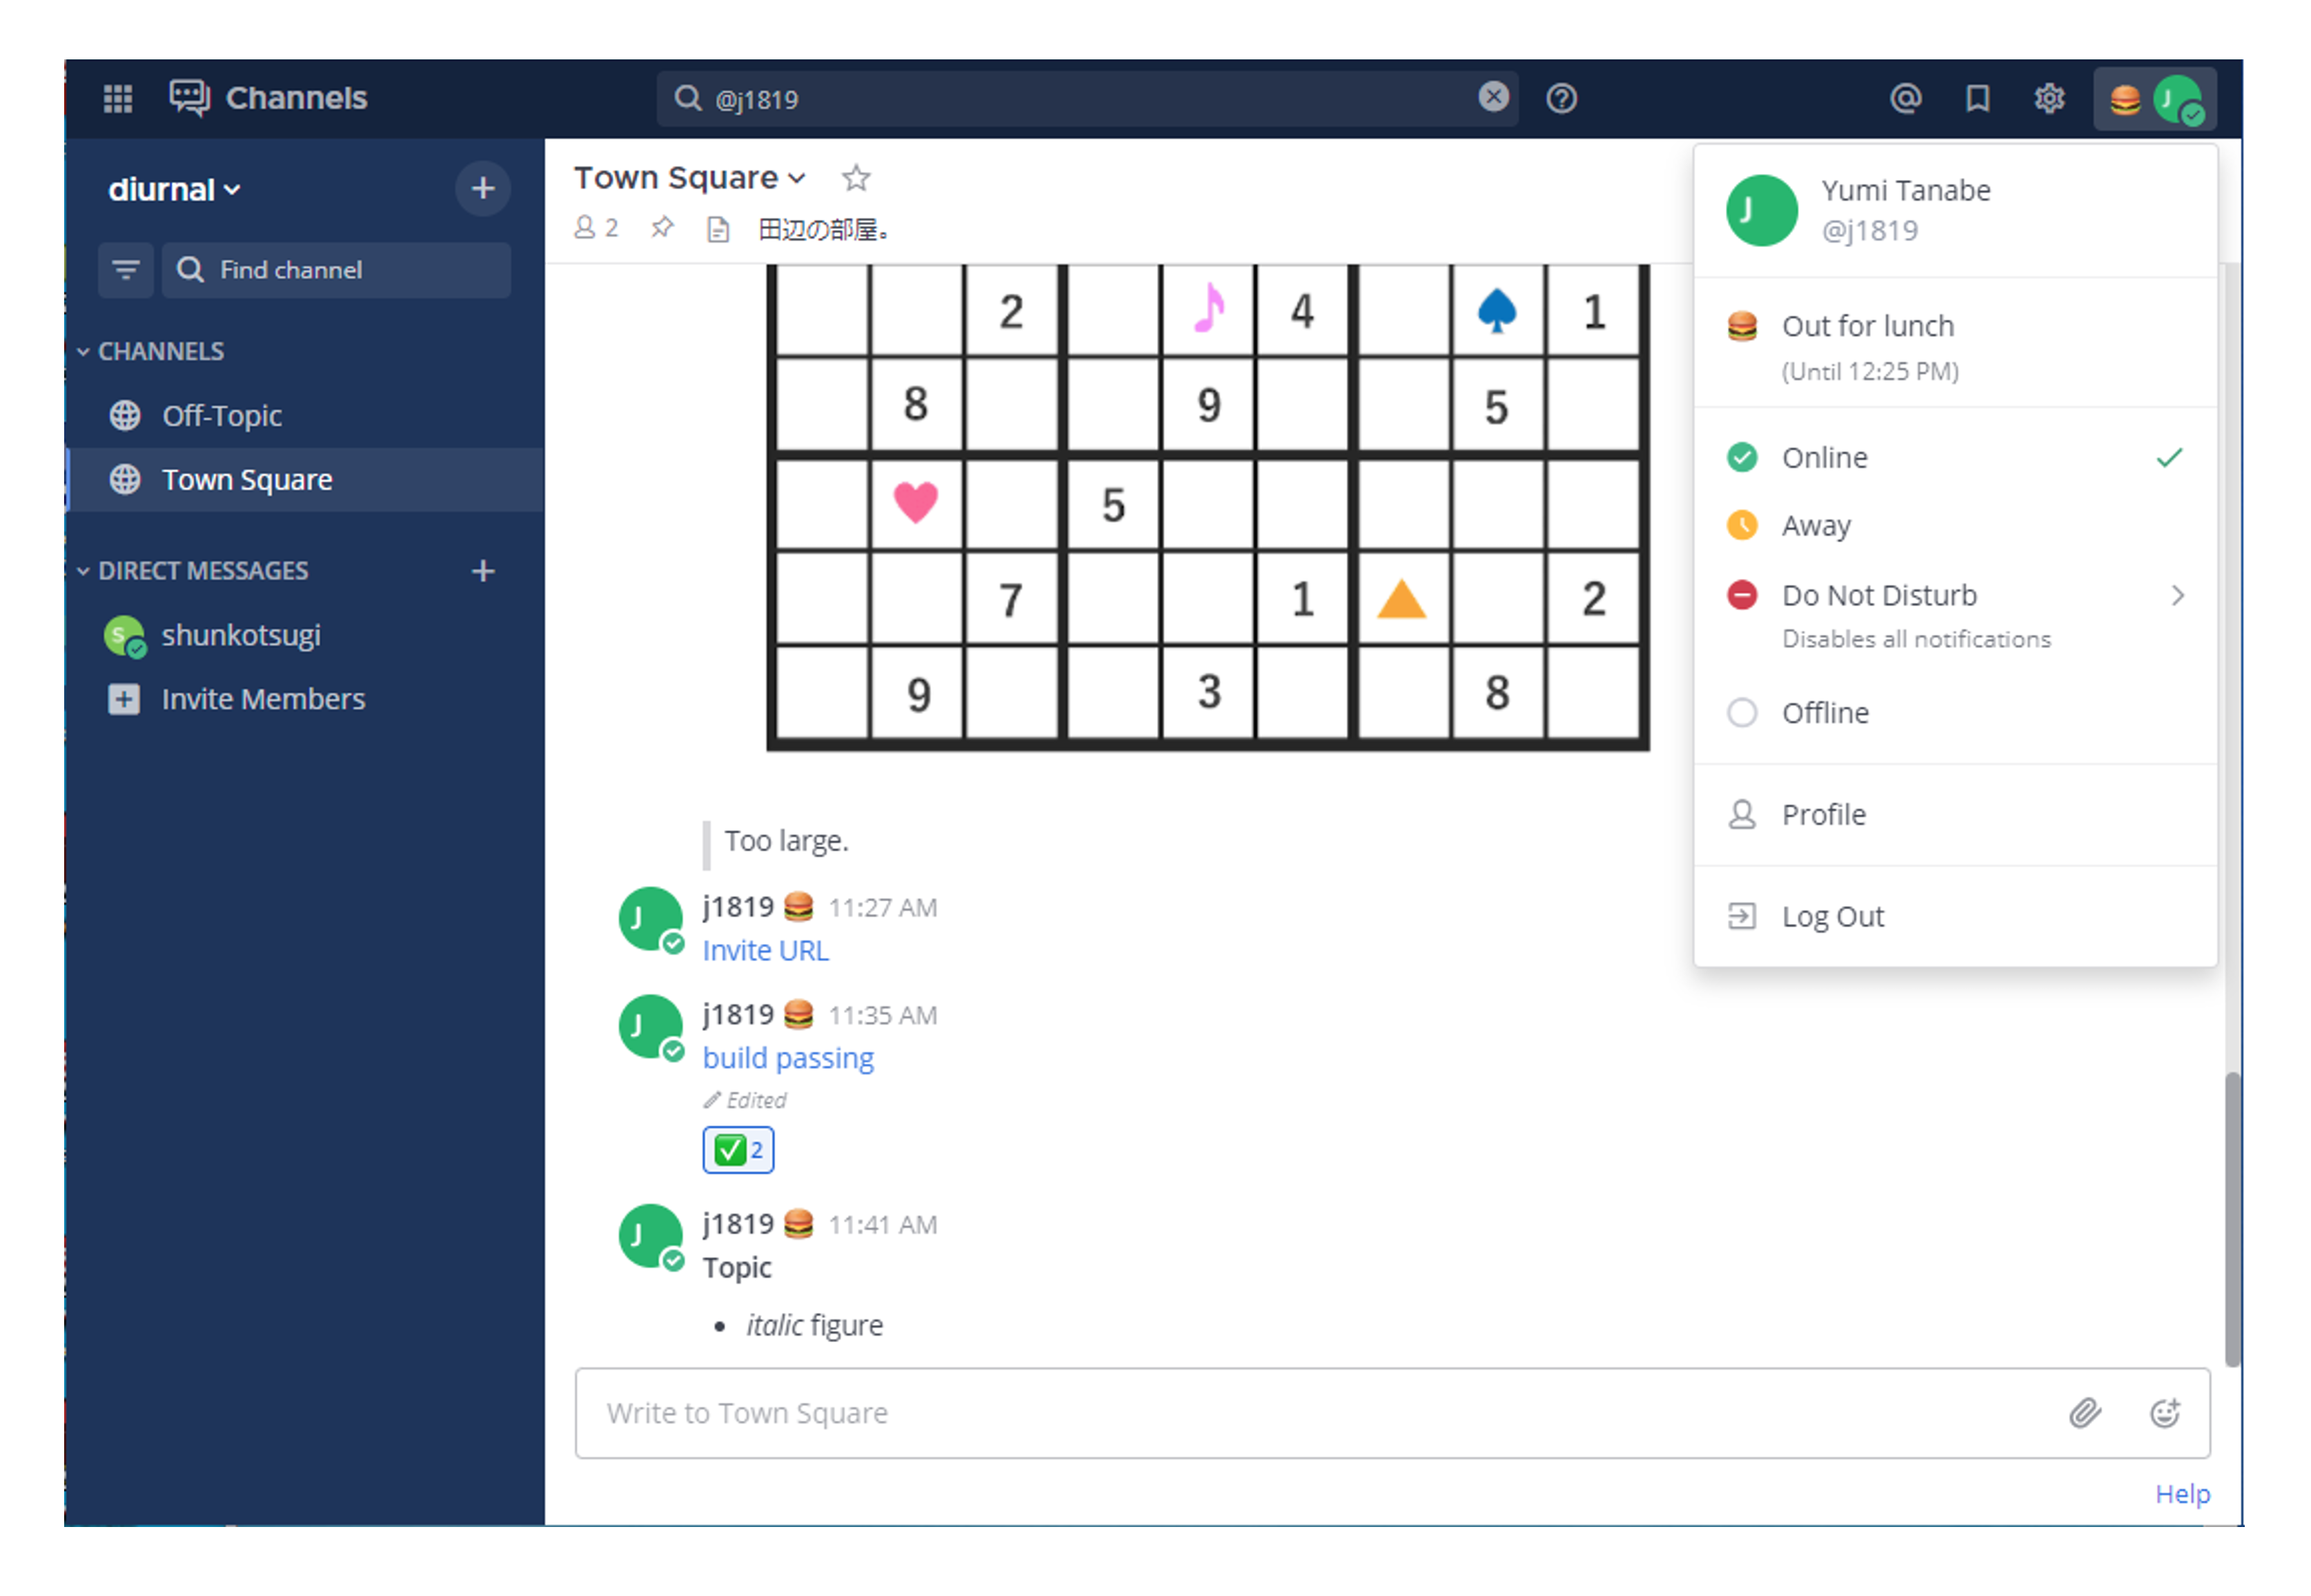 Channels
@j1819
diurnal
Find channel
CHANNELS
Off-Topic
Town Square
DIRECT MESSAGES
shunkotsugi
Invite Members
Town Square
2
田辺の部屋。
2 4 1
8 9 5
5
7 1 2
9 3 8
Too large.
j1819 11:27 AM
Invite URL
j1819 11:35 AM
build passing
Edited
2
j1819 11:41 AM
Topic
• italic figure
Write to Town Square
Help
J
Yumi Tanabe
@j1819
Out for lunch
(Until 12:25 PM)
Online
Away
Do Not Disturb
Disables all notifications
Offline
Profile
Log Out